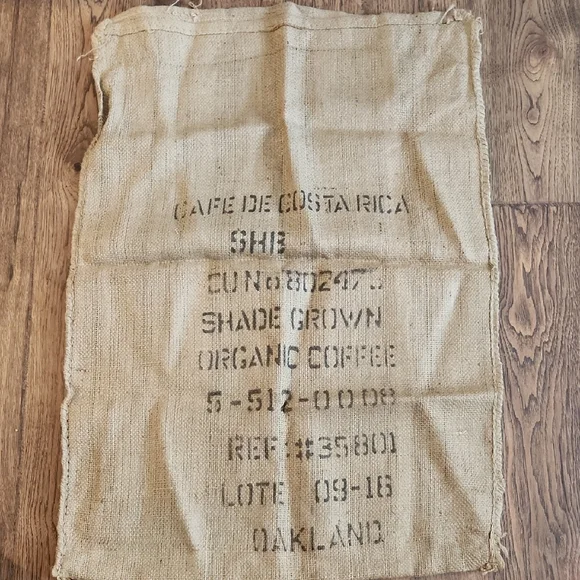 CAFE DE COSTA RICA
SHB
CU No 802475
SHADE GROWN
ORGANIC COFFEE
5-512-0008
REF:#35801
LOTE 09-16
OAKLAND